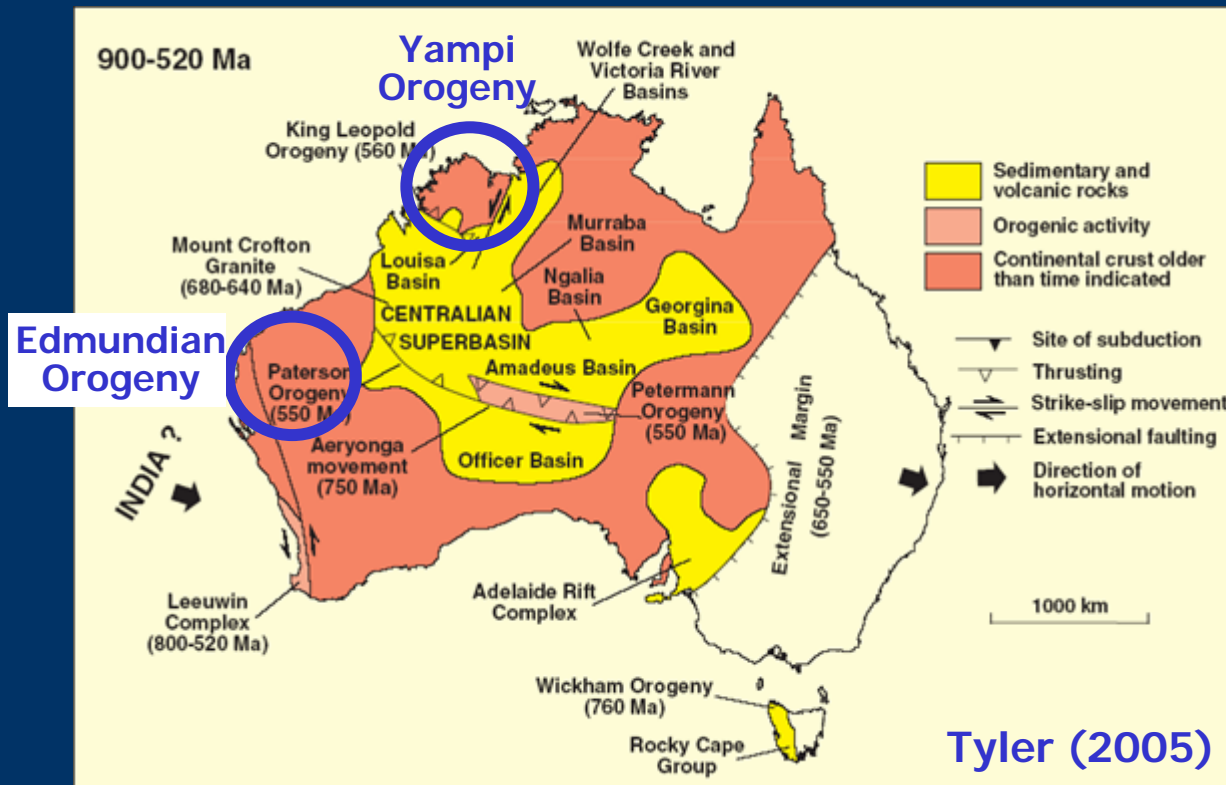 900-520 Ma
Yampi
Orogeny
Wolfe Creek and
Victoria River
Basins
King Leopold
Orogeny (560 Ma)
Mount Crofton
Granite
(680-640 Ma)
Louisa
Basin
Murraba
Basin
Ngalia
Basin
Georgina
Basin
CENTRALIAN
SUPERBASIN
Amadeus Basin
Edmundian
Orogeny
Paterson
Orogeny
(550 Ma)
Petermann
Orogeny
(550 Ma)
Aeryonga
movement
(750 Ma)
Officer Basin
INDIA ?
Extensional Margin
(650-550 Ma)
Leeuwin
Complex
(800-520 Ma)
Adelaide Rift
Complex
Wickham Orogeny
(760 Ma)
Rocky Cape
Group
Sedimentary and
volcanic rocks
Orogenic activity
Continental crust older
than time indicated
Site of subduction
Thrusting
Strike-slip movement
Extensional faulting
Direction of
horizontal motion
1000 km
Tyler (2005)